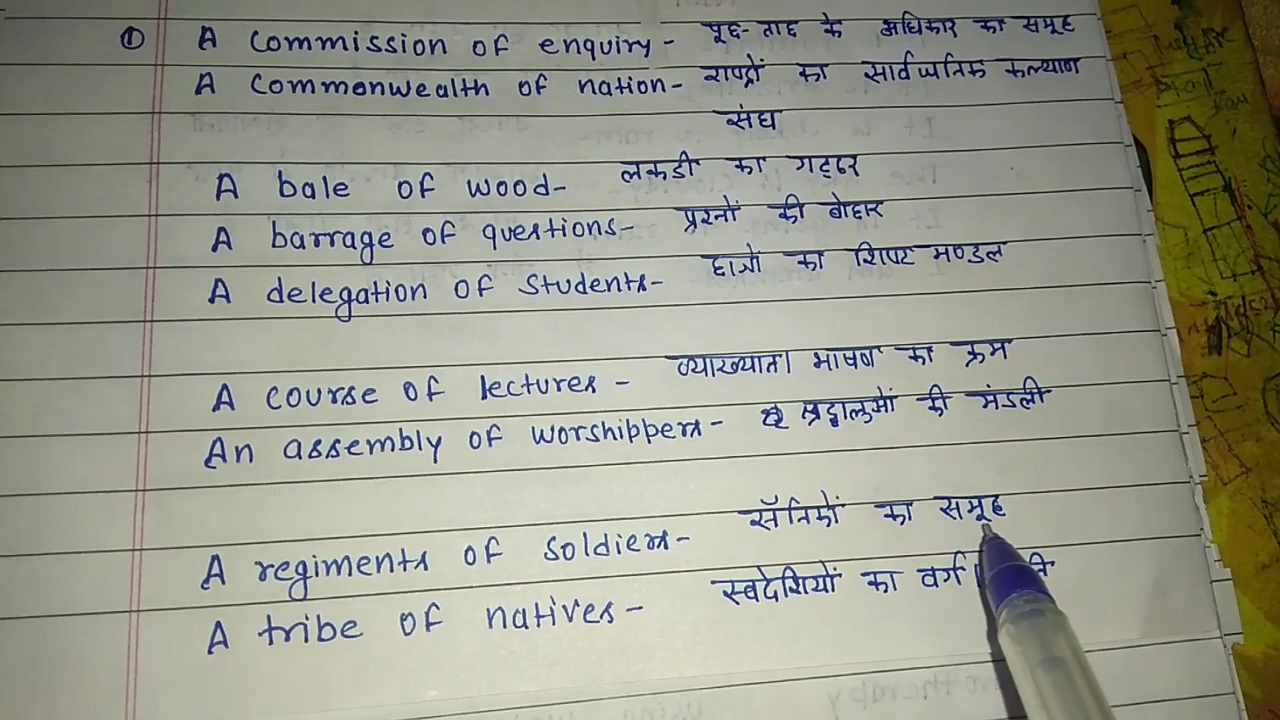 ① A commission of enquiry - पूछ-ताछ के अधिकार का समूह
A commonwealth of nation - राष्ट्रों का सार्वजनिक कल्याण
संघ
A bale of wood - लकडी का गट्ठर
A barrage of questions - प्रश्नों की बोछार
A delegation of students - छात्रों का शिष्ट मण्डल
A course of lectures - व्याख्याता भाषण का क्रम
An assembly of worshippers - श्रद्धालुओं की मंडली
A regiments of soldiers - सैनिकों का समूह
A tribe of natives - स्वदेशियों का वर्ग